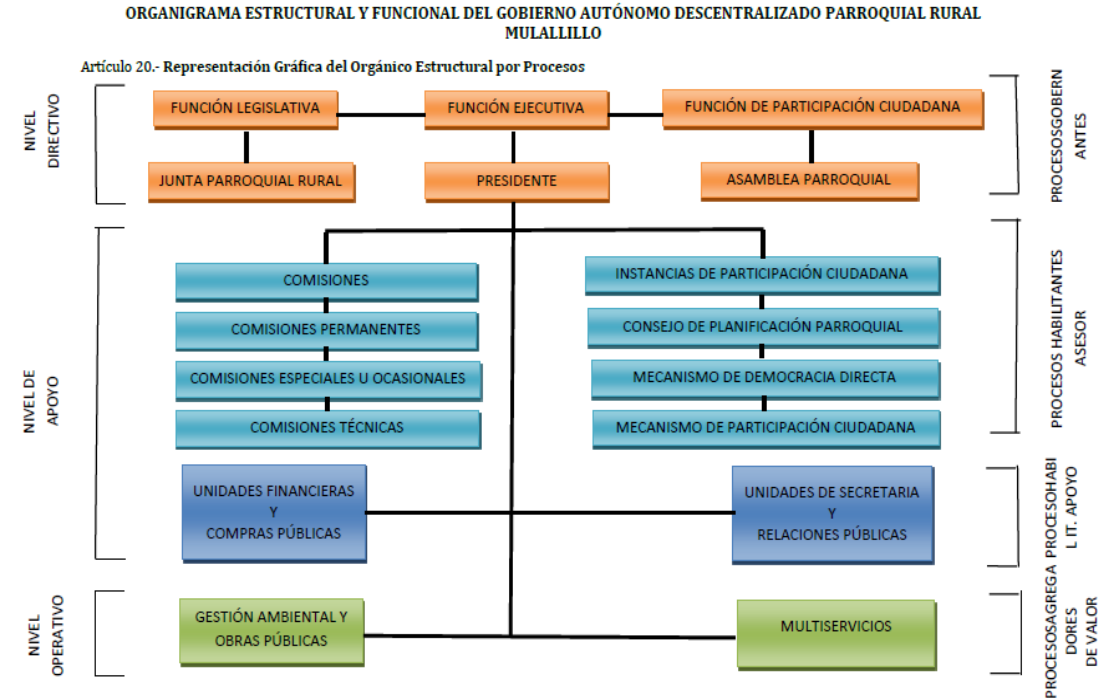 ORGANIGRAMA ESTRUCTURAL Y FUNCIONAL DEL GOBIERNO AUTÓNOMO DESCENTRALIZADO PARROQUIAL RURAL
MULALLILLO
Artículo 20.- Representación Gráfica del Orgánico Estructural por Procesos
NIVEL
DIRECTIVO
FUNCIÓN LEGISLATIVA
FUNCIÓN EJECUTIVA
FUNCIÓN DE PARTICIPACIÓN CIUDADANA
JUNTA PARROQUIAL RURAL
PRESIDENTE
ASAMBLEA PARROQUIAL
PROCESOSGOBERN
ANTES
NIVEL DE
APOYO
COMISIONES
COMISIONES PERMANENTES
COMISIONES ESPECIALES U OCASIONALES
COMISIONES TÉCNICAS
INSTANCIAS DE PARTICIPACIÓN CIUDADANA
CONSEJO DE PLANIFICACIÓN PARROQUIAL
MECANISMO DE DEMOCRACIA DIRECTA
MECANISMO DE PARTICIPACIÓN CIUDADANA
PROCESOS HABILITANTES
ASESOR
UNIDADES FINANCIERAS
Y
COMPRAS PÚBLICAS
UNIDADES DE SECRETARIA
Y
RELACIONES PÚBLICAS
PROCESOHABI
L IT. APOYO
NIVEL
OPERATIVO
GESTIÓN AMBIENTAL Y
OBRAS PÚBLICAS
MULTISERVICIOS
PROCESOSAGREGA
DORES
DE VALOR